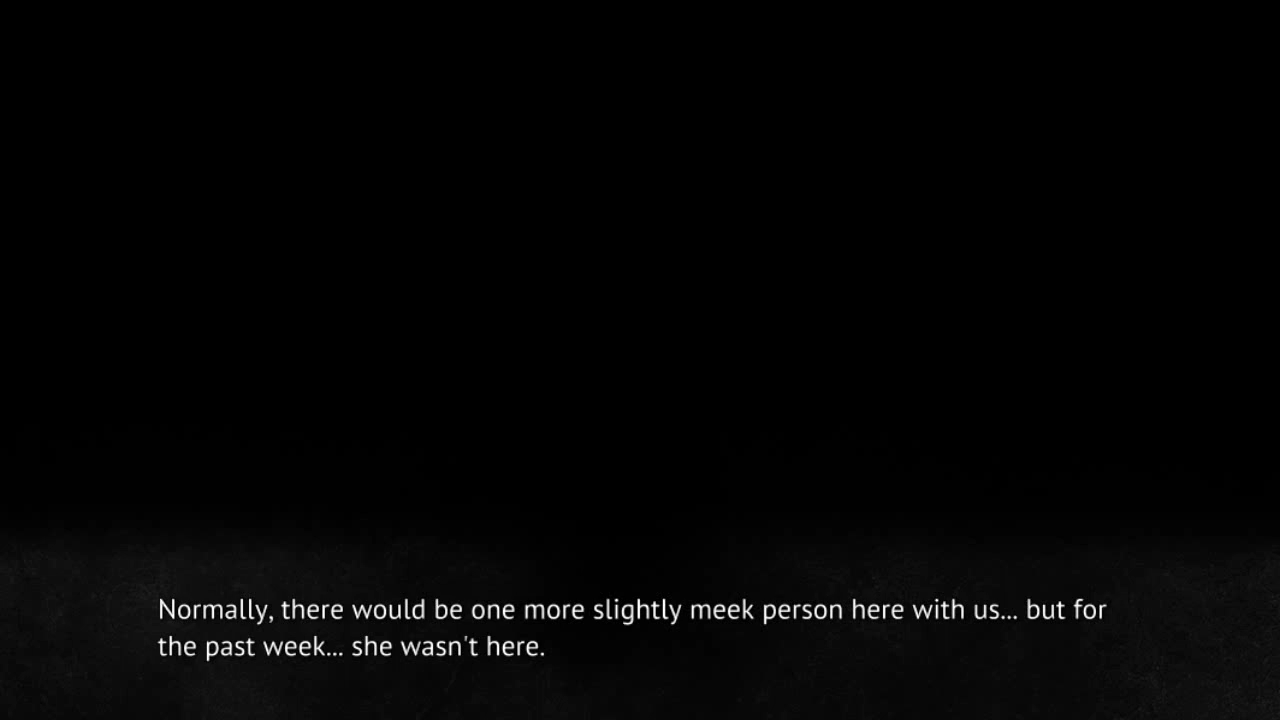 Normally, there would be one more slightly meek person here with us... but for
the past week... she wasn't here.